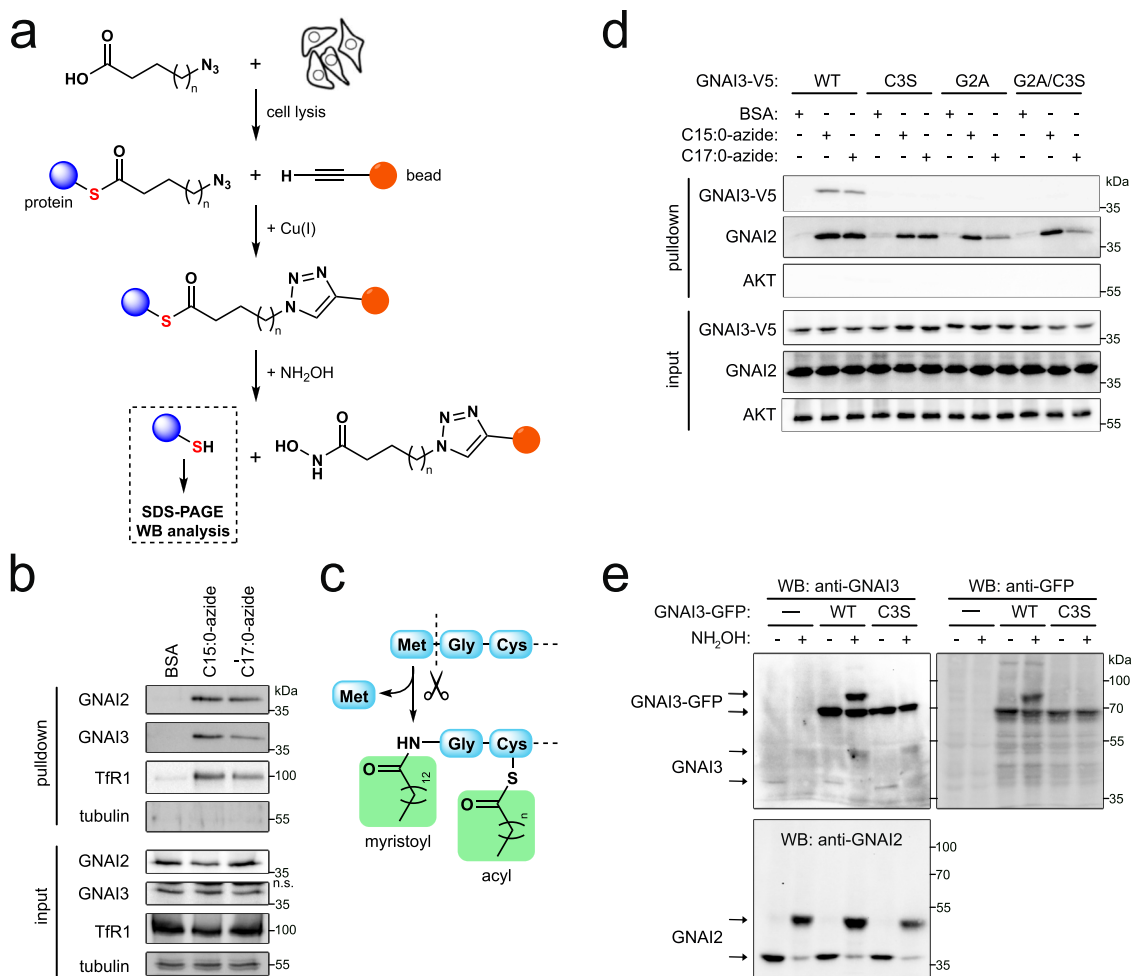 a
O
HO
N3
n
+
cell lysis
O
S
N3
n
protein
+
H
bead
+ Cu(I)
O
S
N
N
N
n
+ NH2OH
SH
SDS-PAGE
WB analysis
+
O
HO
N
H
N
N
N
n
b
BSA
C15:0-azide
C17:0-azide
pulldown
GNAI2
kDa
35
GNAI3
35
TfR1
100
tubulin
55
input
GNAI2
35
GNAI3
n.s.
35
TfR1
100
tubulin
55
c
Met Gly Cys
Met
HN Gly Cys
O
12
S
O
n
myristoyl
acyl
d
GNAI3-V5: WT C3S G2A G2A/C3S
BSA: + - - + - - + - - + - -
C15:0-azide: - + - - + - - + - - + -
C17:0-azide: - - + - - + - - + - - +
pulldown
GNAI3-V5
kDa
35
GNAI2
35
AKT
55
input
GNAI3-V5
35
GNAI2
35
AKT
55
e
WB: anti-GNAI3 WB: anti-GFP
GNAI3-GFP: — WT C3S — WT C3S
NH2OH: - + - + - + - + - + - +
kDa
GNAI3-GFP
GNAI3
100
70
55
35
WB: anti-GNAI2
GNAI2
100
70
55
35